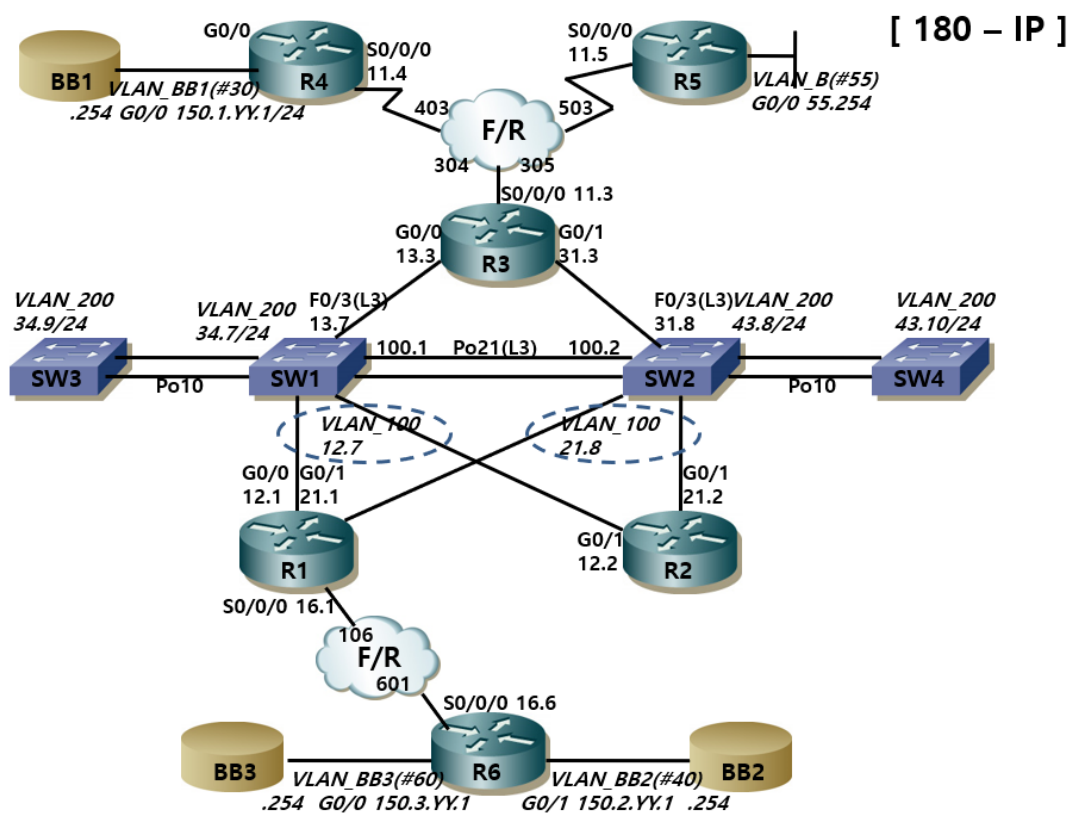 [ 180 – IP ]
G0/0
S0/0/0
11.4
R4
BB1
VLAN_BB1(#30)
.254 G0/0 150.1.YY.1/24
S0/0/0
11.5
R5
VLAN_B(#55)
G0/0 55.254
403
503
F/R
304
305
S0/0/0 11.3
G0/0
13.3
R3
G0/1
31.3
VLAN_200
34.9/24
VLAN_200
34.7/24
F0/3(L3)
13.7
F0/3(L3)
31.8
VLAN_200
43.8/24
VLAN_200
43.10/24
100.1
Po21(L3)
100.2
SW3
Po10
SW1
SW2
Po10
SW4
VLAN_100
12.7
VLAN_100
21.8
G0/0
12.1
G0/1
21.1
G0/1
21.2
G0/1
12.2
R1
R2
S0/0/0 16.1
106
F/R
601
S0/0/0 16.6
BB3
R6
BB2
VLAN_BB3(#60)
.254 G0/0 150.3.YY.1
VLAN_BB2(#40)
G0/1 150.2.YY.1 .254